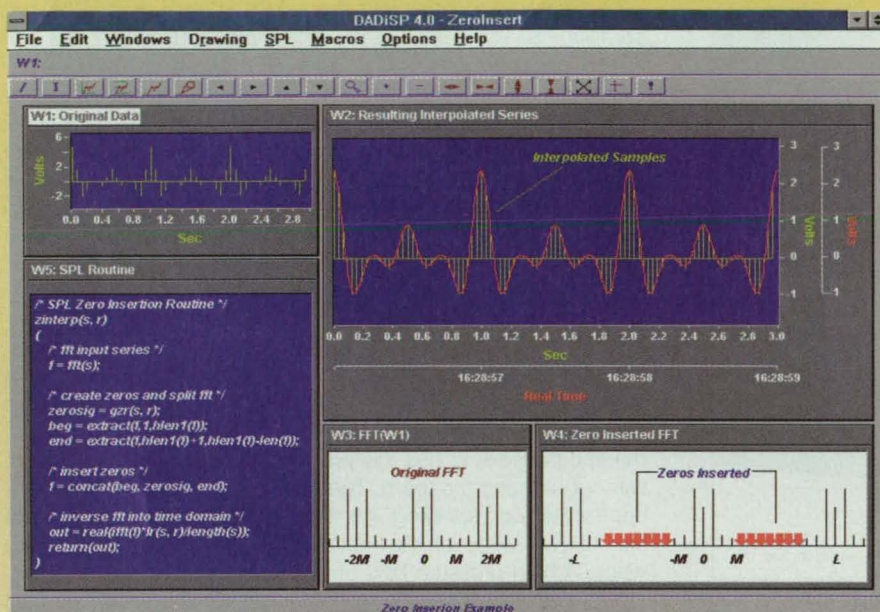 DADiSP 4.0 - ZeroInsert
File Edit Windows Drawing SPL Macros Options Help
W1:
W1: Original Data
6
2
-2
Volts
0.0 0.4 0.8 1.2 1.6 2.0 2.4 2.8
Sec
W2: Resulting Interpolated Series
Interpolated Samples
3
2
1
0
-1
Volts
3
2
1
0
-1
Volts
0.0 0.2 0.4 0.6 0.8 1.0 1.2 1.4 1.6 1.8 2.0 2.2 2.4 2.6 2.8 3.0
Sec
16:28:57 16:28:58 16:28:59
Real Time
W5: SPL Routine
/* SPL Zero Insertion Routine */
zinterp(s, r)
{
/* fft input series */
f = fft(s);
/* create zeros and split fft */
zerosig = gzr(s, r);
beg = extract(f,1,hlen1(f));
end = extract(f,hlen1(f)+1,hlen1(f)-len(f));
/* insert zeros */
f = concat(beg, zerosig, end);
/* inverse fft into time domain */
out = real(ifft(f)*fr(s, r)/length(s));
return(out);
}
W3: FFT(W1)
Original FFT
-2M -M 0 M 2M
W4: Zero Inserted FFT
Zeros Inserted
-L -M 0 M L
Zero Inserion Example